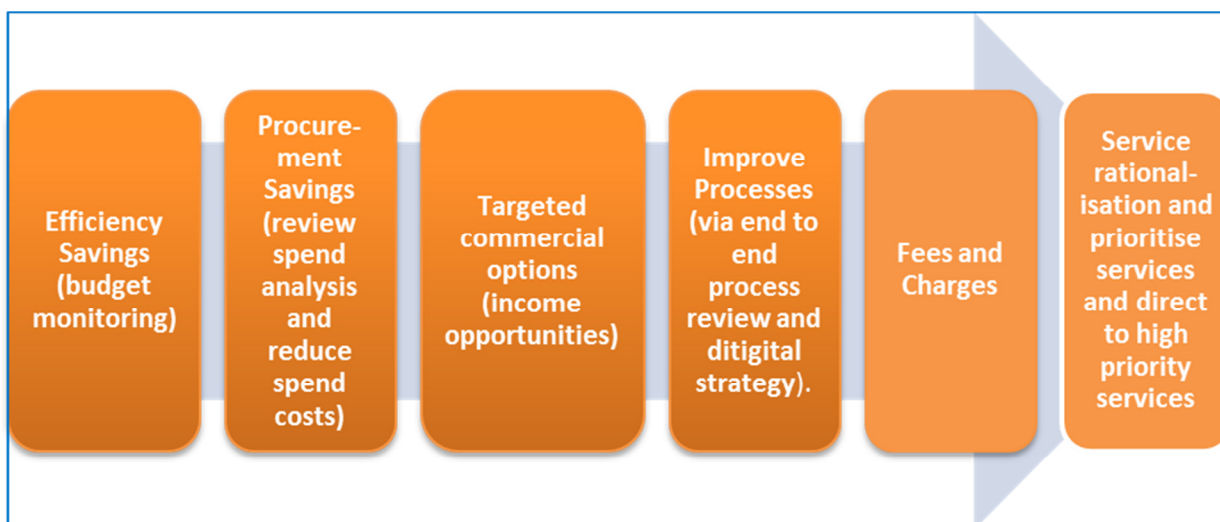 Efficiency
Savings
(budget
monitoring)
Procure-
ment
Savings
(review
spend
analysis
and
reduce
spend
costs)
Targeted
commercial
options
(income
opportunities)
Improve
Processes
(via end to
end
process
review and
ditigital
strategy).
Fees and
Charges
Service
rational-
isation and
prioritise
services
and direct
to high
priority
services